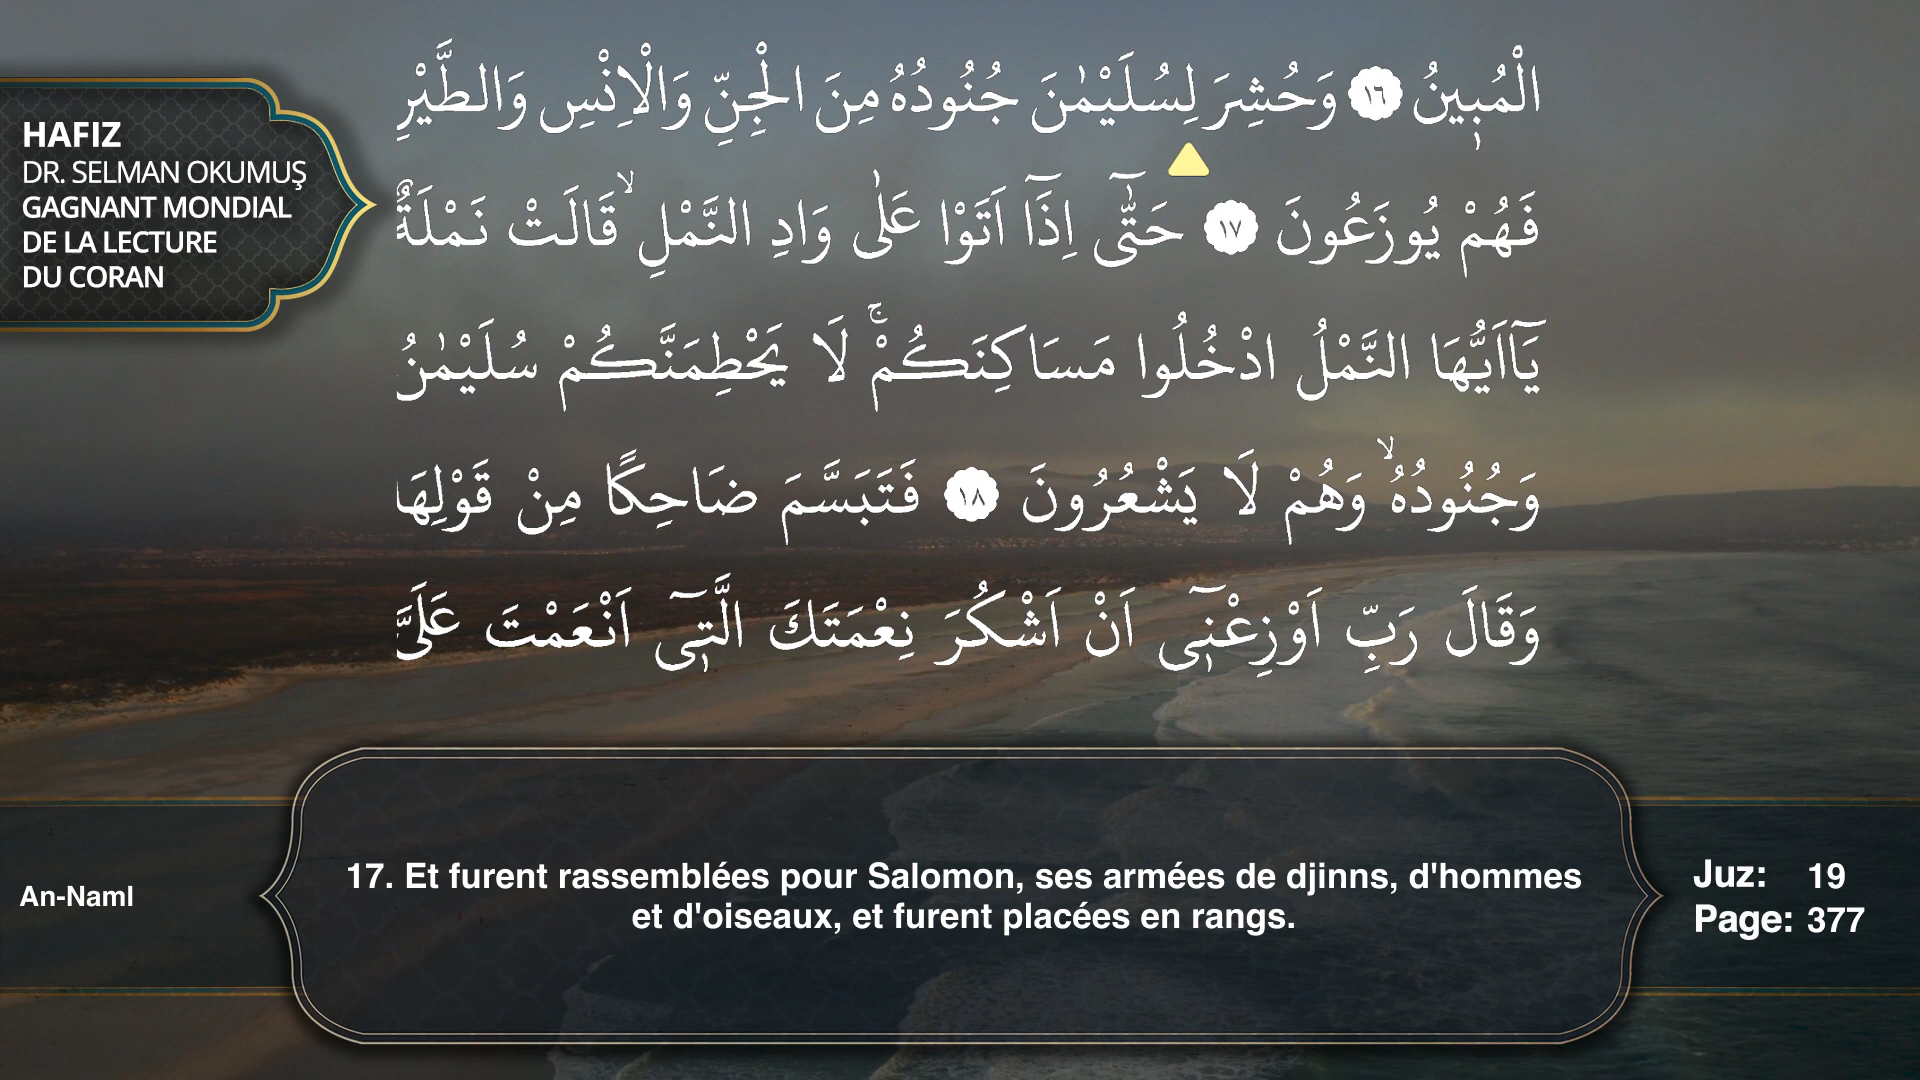 الْمُب۪ينُ ١٦ وَحُشِرَ لِسُلَيْمٰنَ جُنُودُهُ مِنَ الْجِنِّ وَالْاِنْسِ وَالطَّيْرِ
فَهُمْ يُوزَعُونَ ١٧ حَتّٰٓى اِذَٓا اَتَوْا عَلٰى وَادِ النَّمْلِۙ قَالَتْ نَمْلَةٌ
يَٓااَيُّهَا النَّمْلُ ادْخُلُوا مَسَاكِنَكُمْۚ لَا يَحْطِمَنَّكُمْ سُلَيْمٰنُ
وَجُنُودُهُۙ وَهُمْ لَا يَشْعُرُونَ ١٨ فَتَبَسَّمَ ضَاحِكًا مِنْ قَوْلِهَا
وَقَالَ رَبِّ اَوْزِعْن۪ٓي اَنْ اَشْكُرَ نِعْمَتَكَ الَّت۪ٓي اَنْعَمْتَ عَلَيَّ
HAFIZ
DR. SELMAN OKUMUŞ
GAGNANT MONDIAL
DE LA LECTURE
DU CORAN
An-Naml
17. Et furent rassemblées pour Salomon, ses armées de djinns, d'hommes
et d'oiseaux, et furent placées en rangs.
Juz: 19
Page: 377